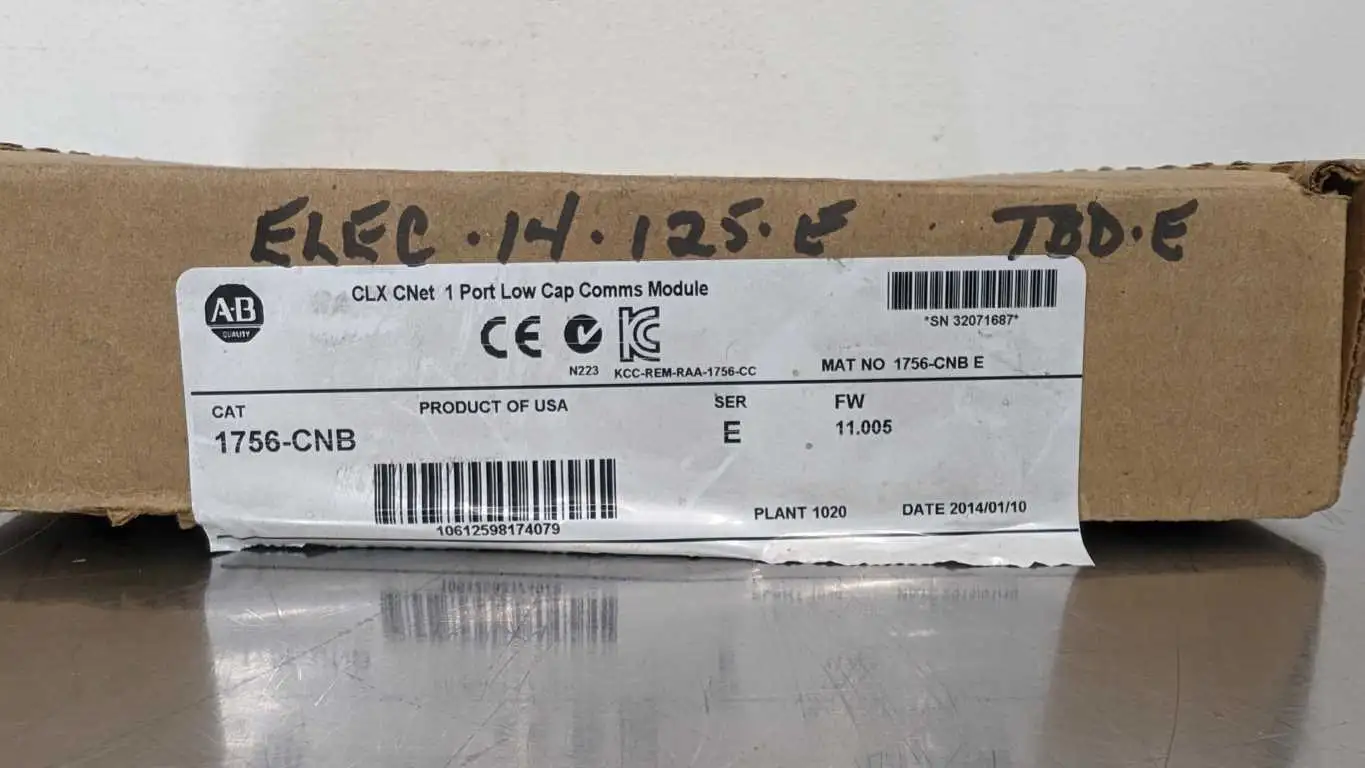 ELEC·14·125·E · TBD·E
A-B
QUALITY
CLX CNet 1 Port Low Cap Comms Module
*SN 32071687*
CE
N223 KCC-REM-RAA-1756-CC
MAT NO 1756-CNB E
CAT
1756-CNB
PRODUCT OF USA
SER
E
FW
11.005
10612598174079
PLANT 1020
DATE 2014/01/10